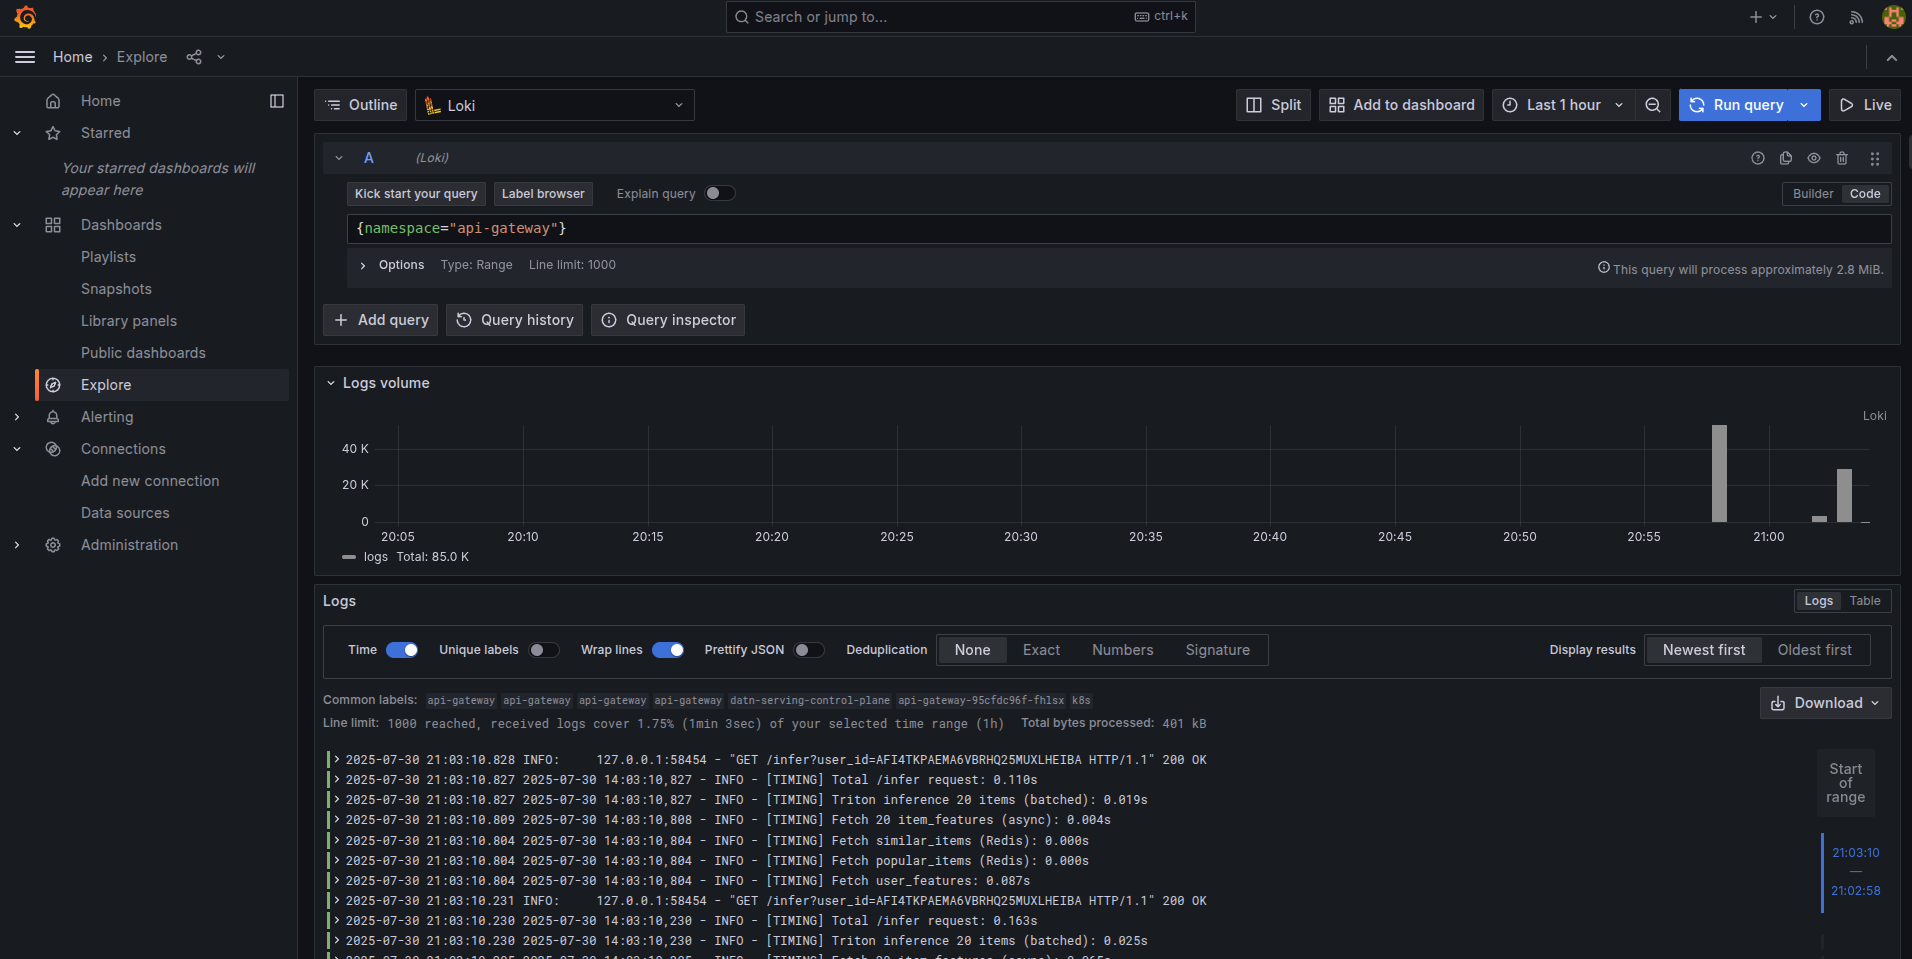 Search or jump to...
ctrl+k
Home › Explore
Home
Starred
Your starred dashboards will
appear here
Dashboards
Playlists
Snapshots
Library panels
Public dashboards
Explore
Alerting
Connections
Add new connection
Data sources
Administration
Outline
Loki
Split
Add to dashboard
Last 1 hour
Run query
Live
A (Loki)
Kick start your query
Label browser
Explain query
Builder
Code
{namespace="api-gateway"}
Options Type: Range Line limit: 1000
This query will process approximately 2.8 MiB.
Add query
Query history
Query inspector
Logs volume
Loki
40 K
20 K
0
20:05 20:10 20:15 20:20 20:25 20:30 20:35 20:40 20:45 20:50 20:55 21:00
logs Total: 85.0 K
Logs
Logs
Table
Time
Unique labels
Wrap lines
Prettify JSON
Deduplication
None
Exact
Numbers
Signature
Display results
Newest first
Oldest first
Common labels: api-gateway api-gateway api-gateway api-gateway datn-serving-control-plane api-gateway-95cfdc96f-fhlsx k8s
Download
Line limit: 1000 reached, received logs cover 1.75% (1min 3sec) of your selected time range (1h) Total bytes processed: 401 kB
2025-07-30 21:03:10.828 INFO:     127.0.0.1:58454 - "GET /infer?user_id=AFI4TKPAEMA6VBRHQ25MUXLHEIBA HTTP/1.1" 200 OK
2025-07-30 21:03:10.827 2025-07-30 14:03:10,827 - INFO - [TIMING] Total /infer request: 0.110s
2025-07-30 21:03:10.827 2025-07-30 14:03:10,827 - INFO - [TIMING] Triton inference 20 items (batched): 0.019s
2025-07-30 21:03:10.809 2025-07-30 14:03:10,808 - INFO - [TIMING] Fetch 20 item_features (async): 0.004s
2025-07-30 21:03:10.804 2025-07-30 14:03:10,804 - INFO - [TIMING] Fetch similar_items (Redis): 0.000s
2025-07-30 21:03:10.804 2025-07-30 14:03:10,804 - INFO - [TIMING] Fetch popular_items (Redis): 0.000s
2025-07-30 21:03:10.804 2025-07-30 14:03:10,804 - INFO - [TIMING] Fetch user_features: 0.087s
2025-07-30 21:03:10.231 INFO:     127.0.0.1:58454 - "GET /infer?user_id=AFI4TKPAEMA6VBRHQ25MUXLHEIBA HTTP/1.1" 200 OK
2025-07-30 21:03:10.230 2025-07-30 14:03:10,230 - INFO - [TIMING] Total /infer request: 0.163s
2025-07-30 21:03:10.230 2025-07-30 14:03:10,230 - INFO - [TIMING] Triton inference 20 items (batched): 0.025s
Start
of
range
21:03:10
—
21:02:58